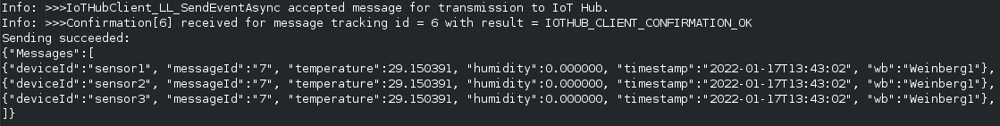 Info: >>>IoTHubClient_LL_SendEventAsync accepted message for transmission to IoT Hub.
Info: >>>Confirmation[6] received for message tracking id = 6 with result = IOTHUB_CLIENT_CONFIRMATION_OK
Sending succeeded:
{"Messages":[
{"deviceId":"sensor1", "messageId":"7", "temperature":29.150391, "humidity":0.000000, "timestamp":"2022-01-17T13:43:02", "wb":"Weinberg1"},
{"deviceId":"sensor2", "messageId":"7", "temperature":29.150391, "humidity":0.000000, "timestamp":"2022-01-17T13:43:02", "wb":"Weinberg1"},
{"deviceId":"sensor3", "messageId":"7", "temperature":29.150391, "humidity":0.000000, "timestamp":"2022-01-17T13:43:02", "wb":"Weinberg1"},
]}